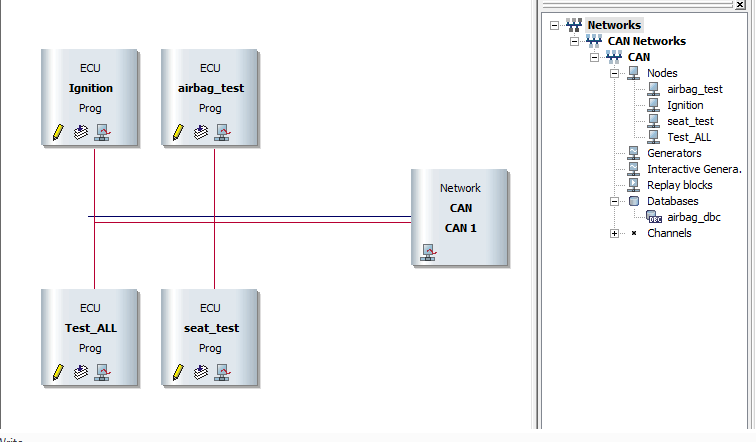 ECU
Ignition
Prog
ECU
airbag_test
Prog
Network
CAN
CAN 1
ECU
Test_ALL
Prog
ECU
seat_test
Prog
Networks
CAN Networks
CAN
Nodes
airbag_test
Ignition
seat_test
Test_ALL
Generators
Interactive Genera.
Replay blocks
Databases
airbag_dbc
Channels